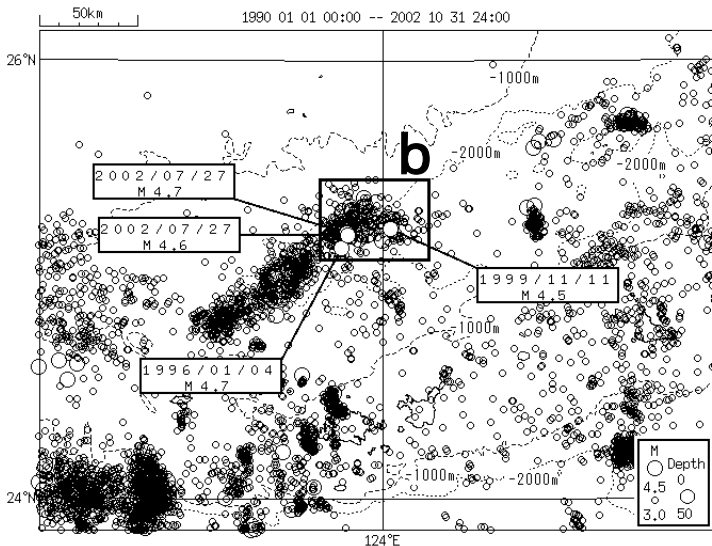 50km
1990 01 01 00:00 -- 2002 10 31 24:00
26°N
-1000m
b
-2000m
-2000m
2002/07/27
M 4.7
2002/07/27
M 4.6
1999/11/11
M 4.5
-1000m
1996/01/04
M 4.7
M
Depth
0
4.5
3.0 50
-1000m
-2000m
24°N
124°E